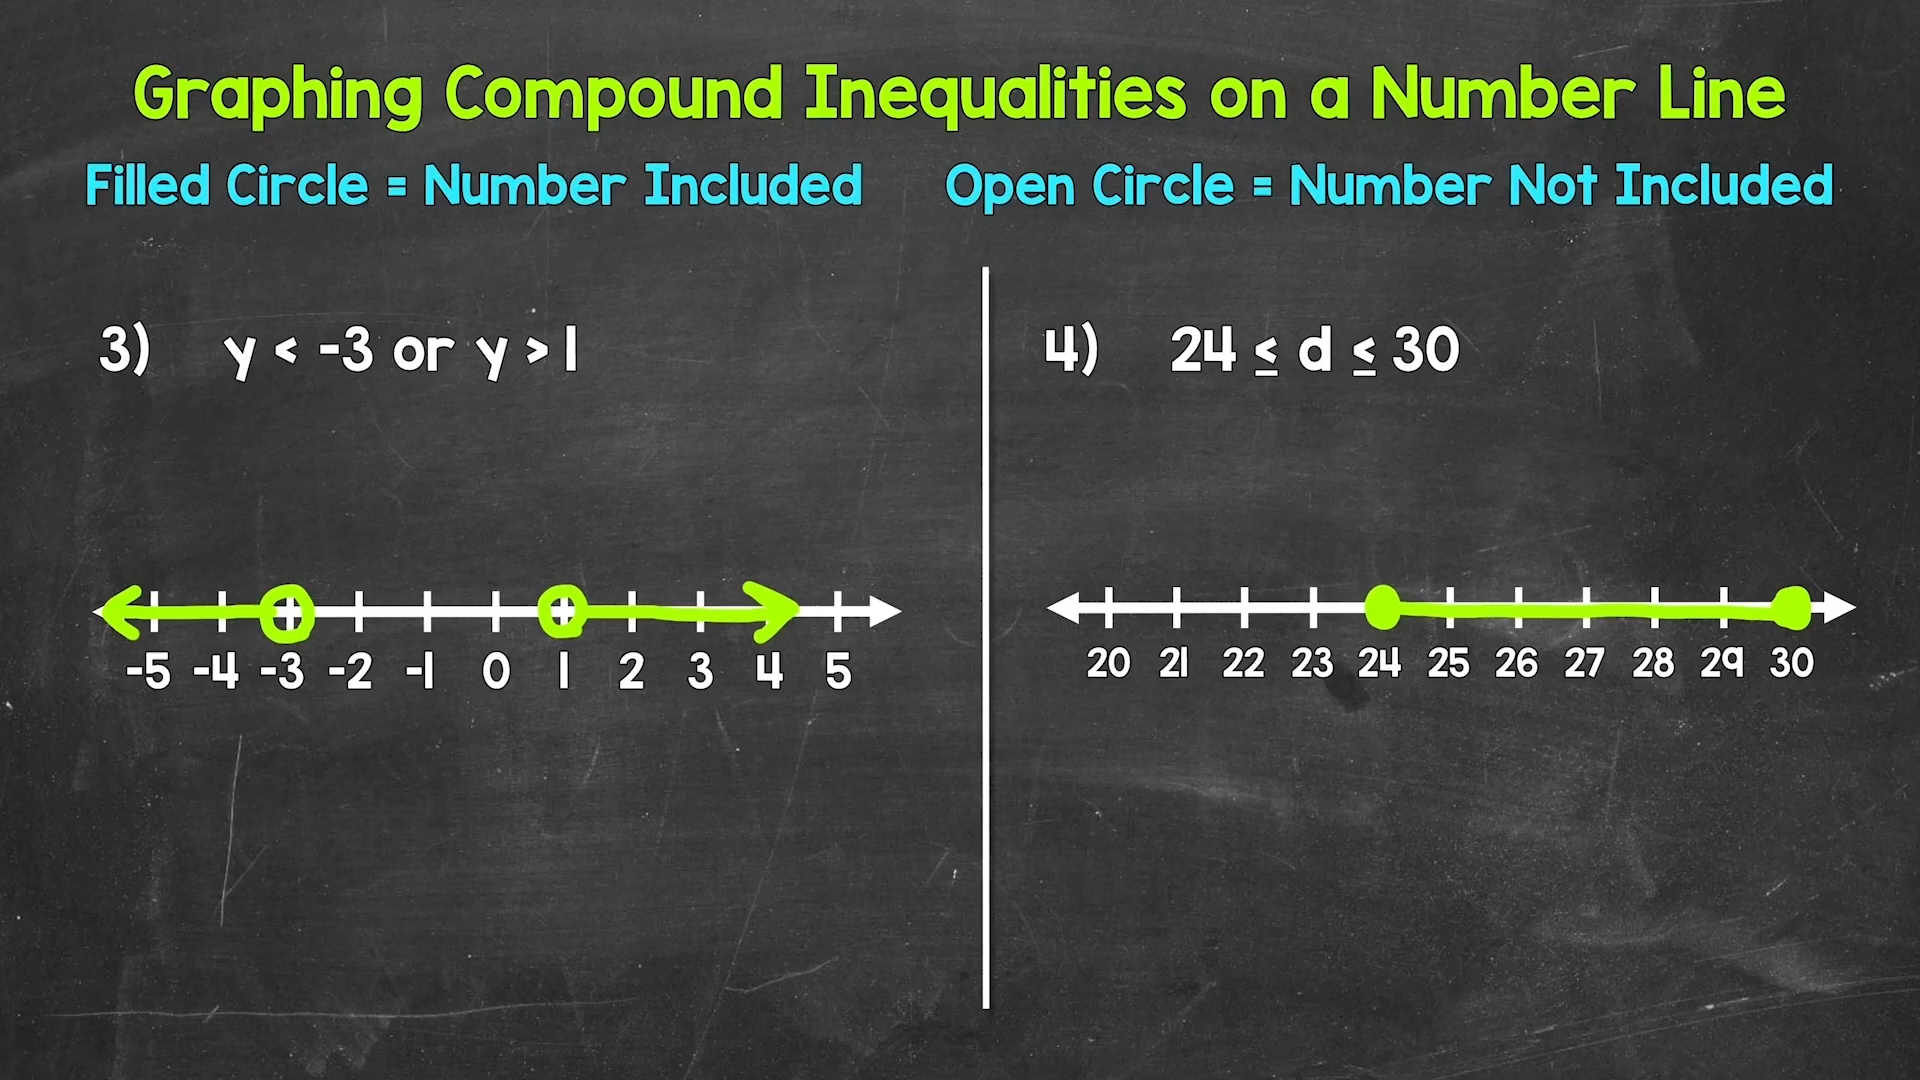 Graphing Compound Inequalities on a Number Line
Filled Circle = Number Included
Open Circle = Number Not Included
3) y < -3 or y > 1
-5 -4 -3 -2 -1 0 1 2 3 4 5
4) 24 ≤ d ≤ 30
20 21 22 23 24 25 26 27 28 29 30